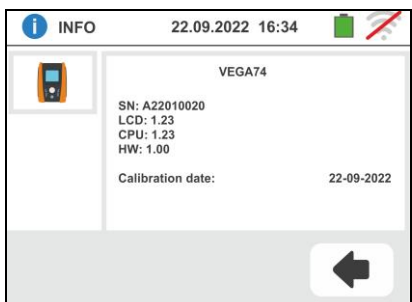 INFO 22.09.2022 16:34
VEGA74
SN: A22010020
LCD: 1.23
CPU: 1.23
HW: 1.00
Calibration date: 22-09-2022